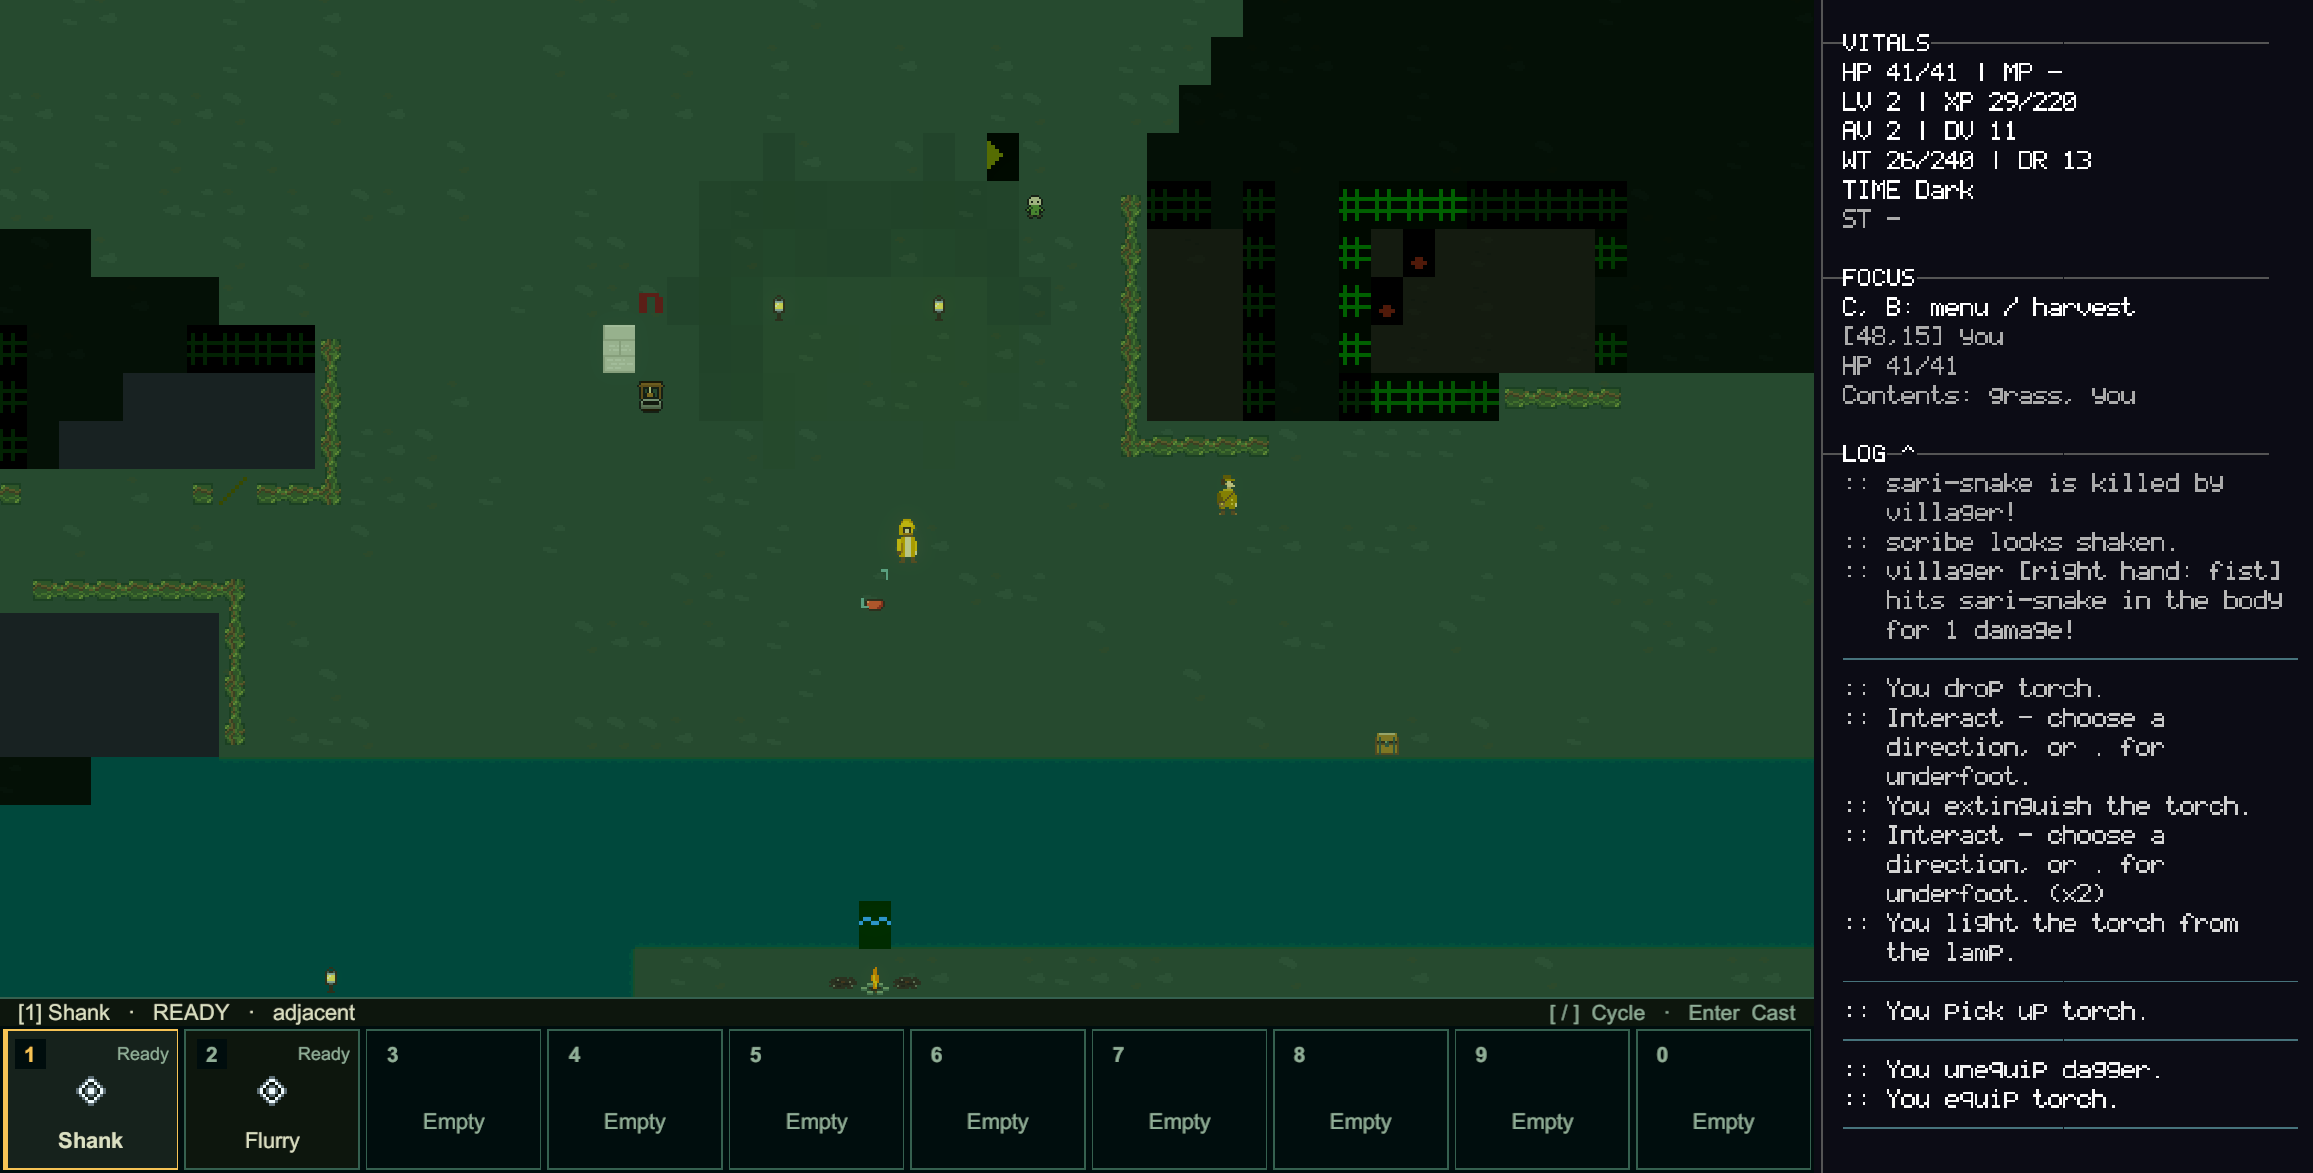 VITALS
HP 41/41 | MP -
LV 2 | XP 29/220
AV 2 | DV 11
WT 26/240 | DR 13
TIME Dark
ST -
FOCUS
C, B: menu / harvest
[48,15] You
HP 41/41
Contents: grass, You
LOG ^
:: sari-snake is killed by
villager!
:: scribe looks shaken.
:: villager [right hand: fist]
hits sari-snake in the body
for 1 damage!
:: You drop torch.
:: Interact - choose a
direction, or . for
underfoot.
:: You extinguish the torch.
:: Interact - choose a
direction, or . for
underfoot. (x2)
:: You light the torch from
the lamp.
:: You pick up torch.
:: You unequip dagger.
:: You equip torch.
[1] Shank · READY · adjacent
[ / ] Cycle · Enter Cast
1 Ready
Shank
2 Ready
Flurry
3
Empty
4
Empty
5
Empty
6
Empty
7
Empty
8
Empty
9
Empty
0
Empty